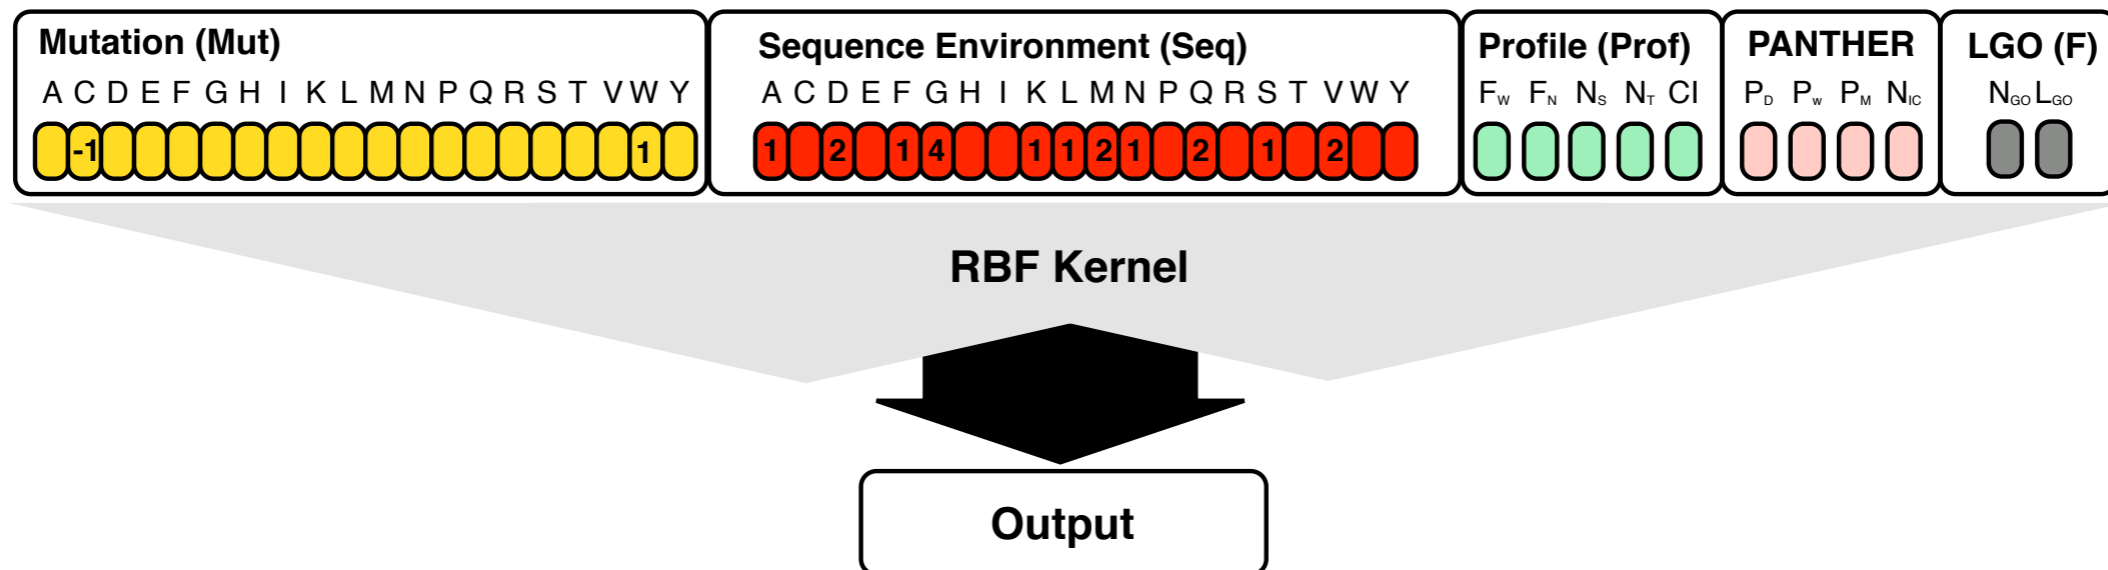 Mutation (Mut) Sequence Environment (Seq) Profile (Prof) PANTHER LGO (F)
A C D E F G H I K L M N P Q R S T V W Y A C D E F G H I K L M N P Q R S T V W Y FW FN NS NT CI PD PW PM NIC NGO LGO
-1 1 1 2 1 4 1 1 2 1 2 1 2
RBF Kernel
Output